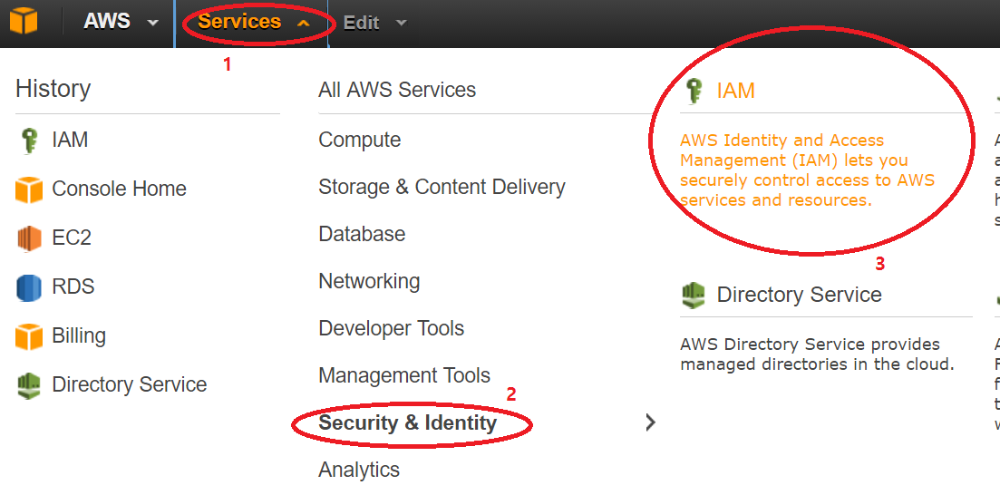 AWS Services Edit
1
History
IAM
Console Home
EC2
RDS
Billing
Directory Service
All AWS Services
Compute
Storage & Content Delivery
Database
Networking
Developer Tools
Management Tools
2
Security & Identity
Analytics
IAM
AWS Identity and Access
Management (IAM) lets you
securely control access to AWS
services and resources.
3
Directory Service
AWS Directory Service provides
managed directories in the cloud.